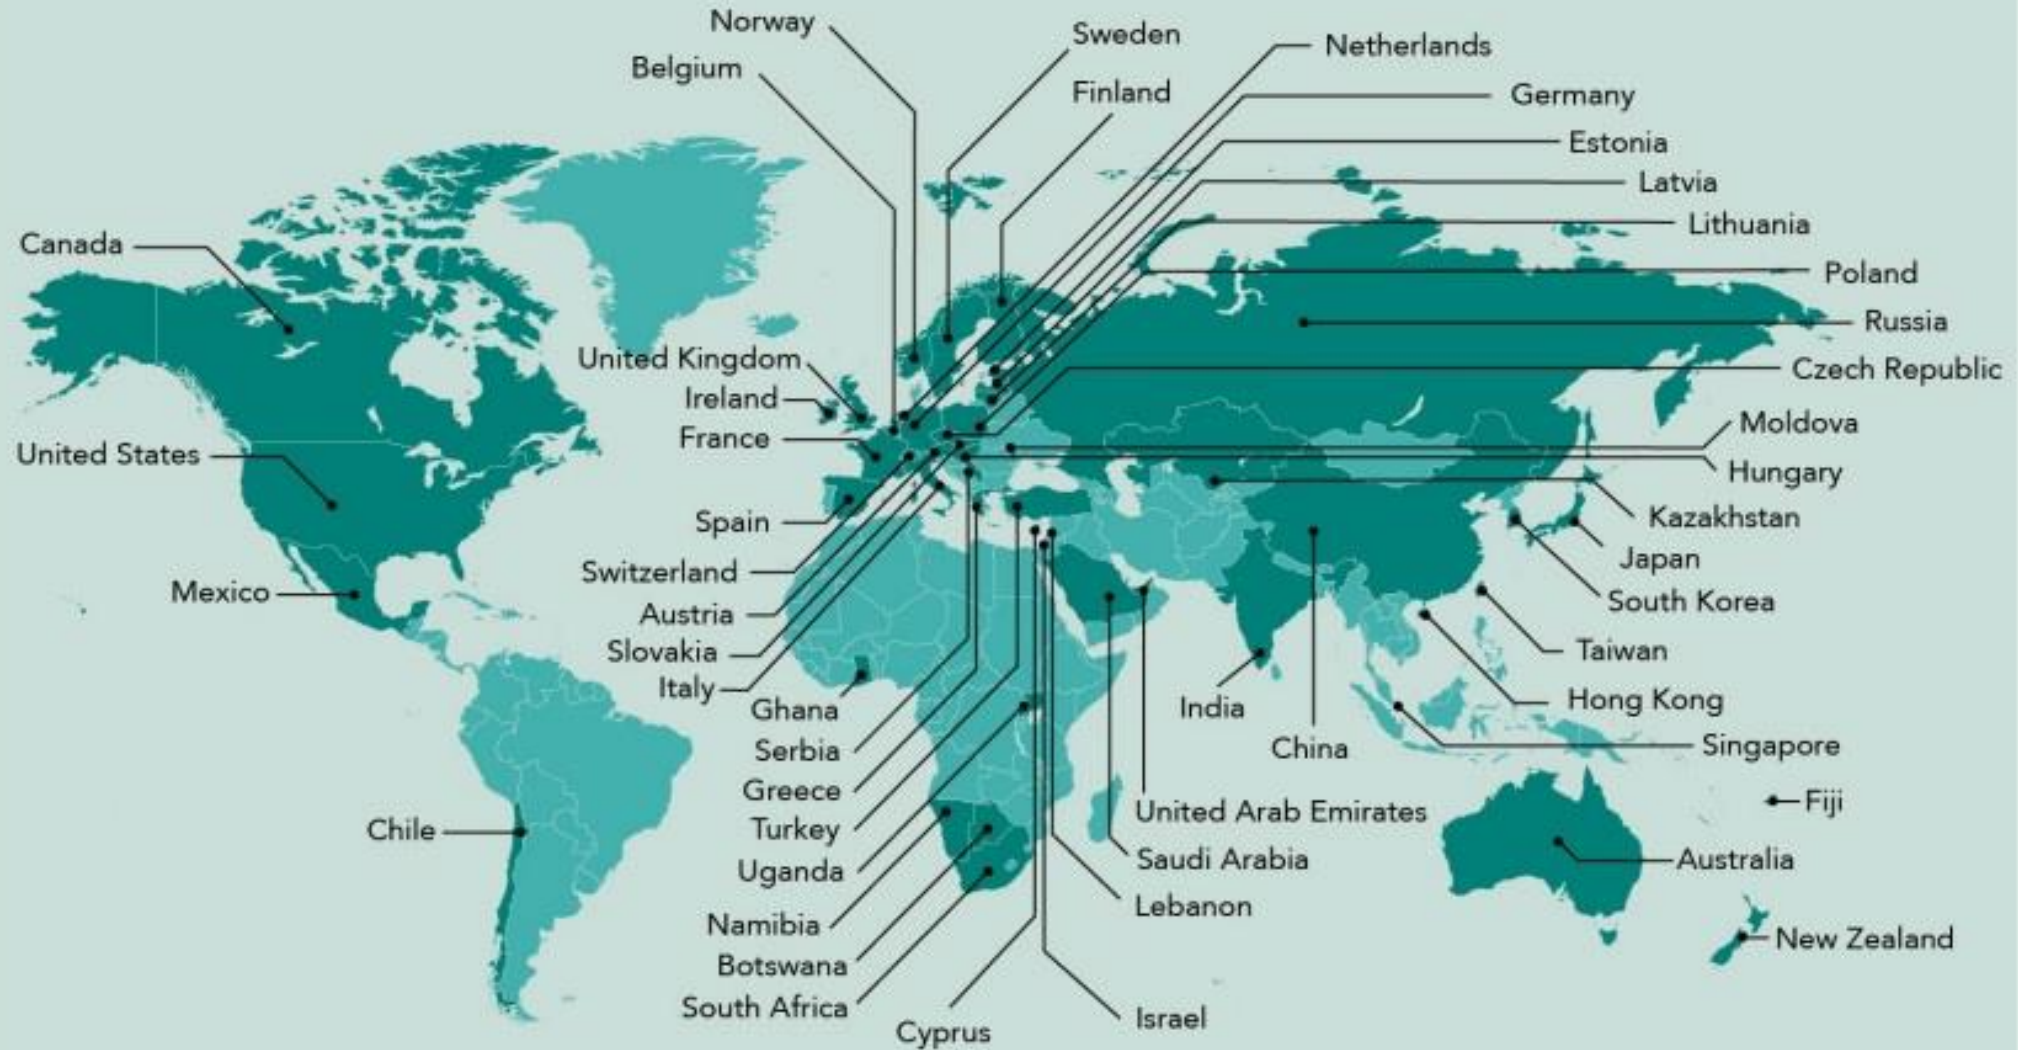 Norway
Sweden
Netherlands
Belgium
Finland
Germany
Estonia
Latvia
Lithuania
Canada
Poland
Russia
United Kingdom
Czech Republic
Ireland
Moldova
France
United States
Hungary
Kazakhstan
Spain
Japan
Switzerland
Mexico
South Korea
Austria
Slovakia
Taiwan
Italy
Hong Kong
Ghana
India
Singapore
Serbia
China
Greece
Fiji
United Arab Emirates
Turkey
Chile
Saudi Arabia
Australia
Uganda
Lebanon
Namibia
New Zealand
Botswana
South Africa
Israel
Cyprus